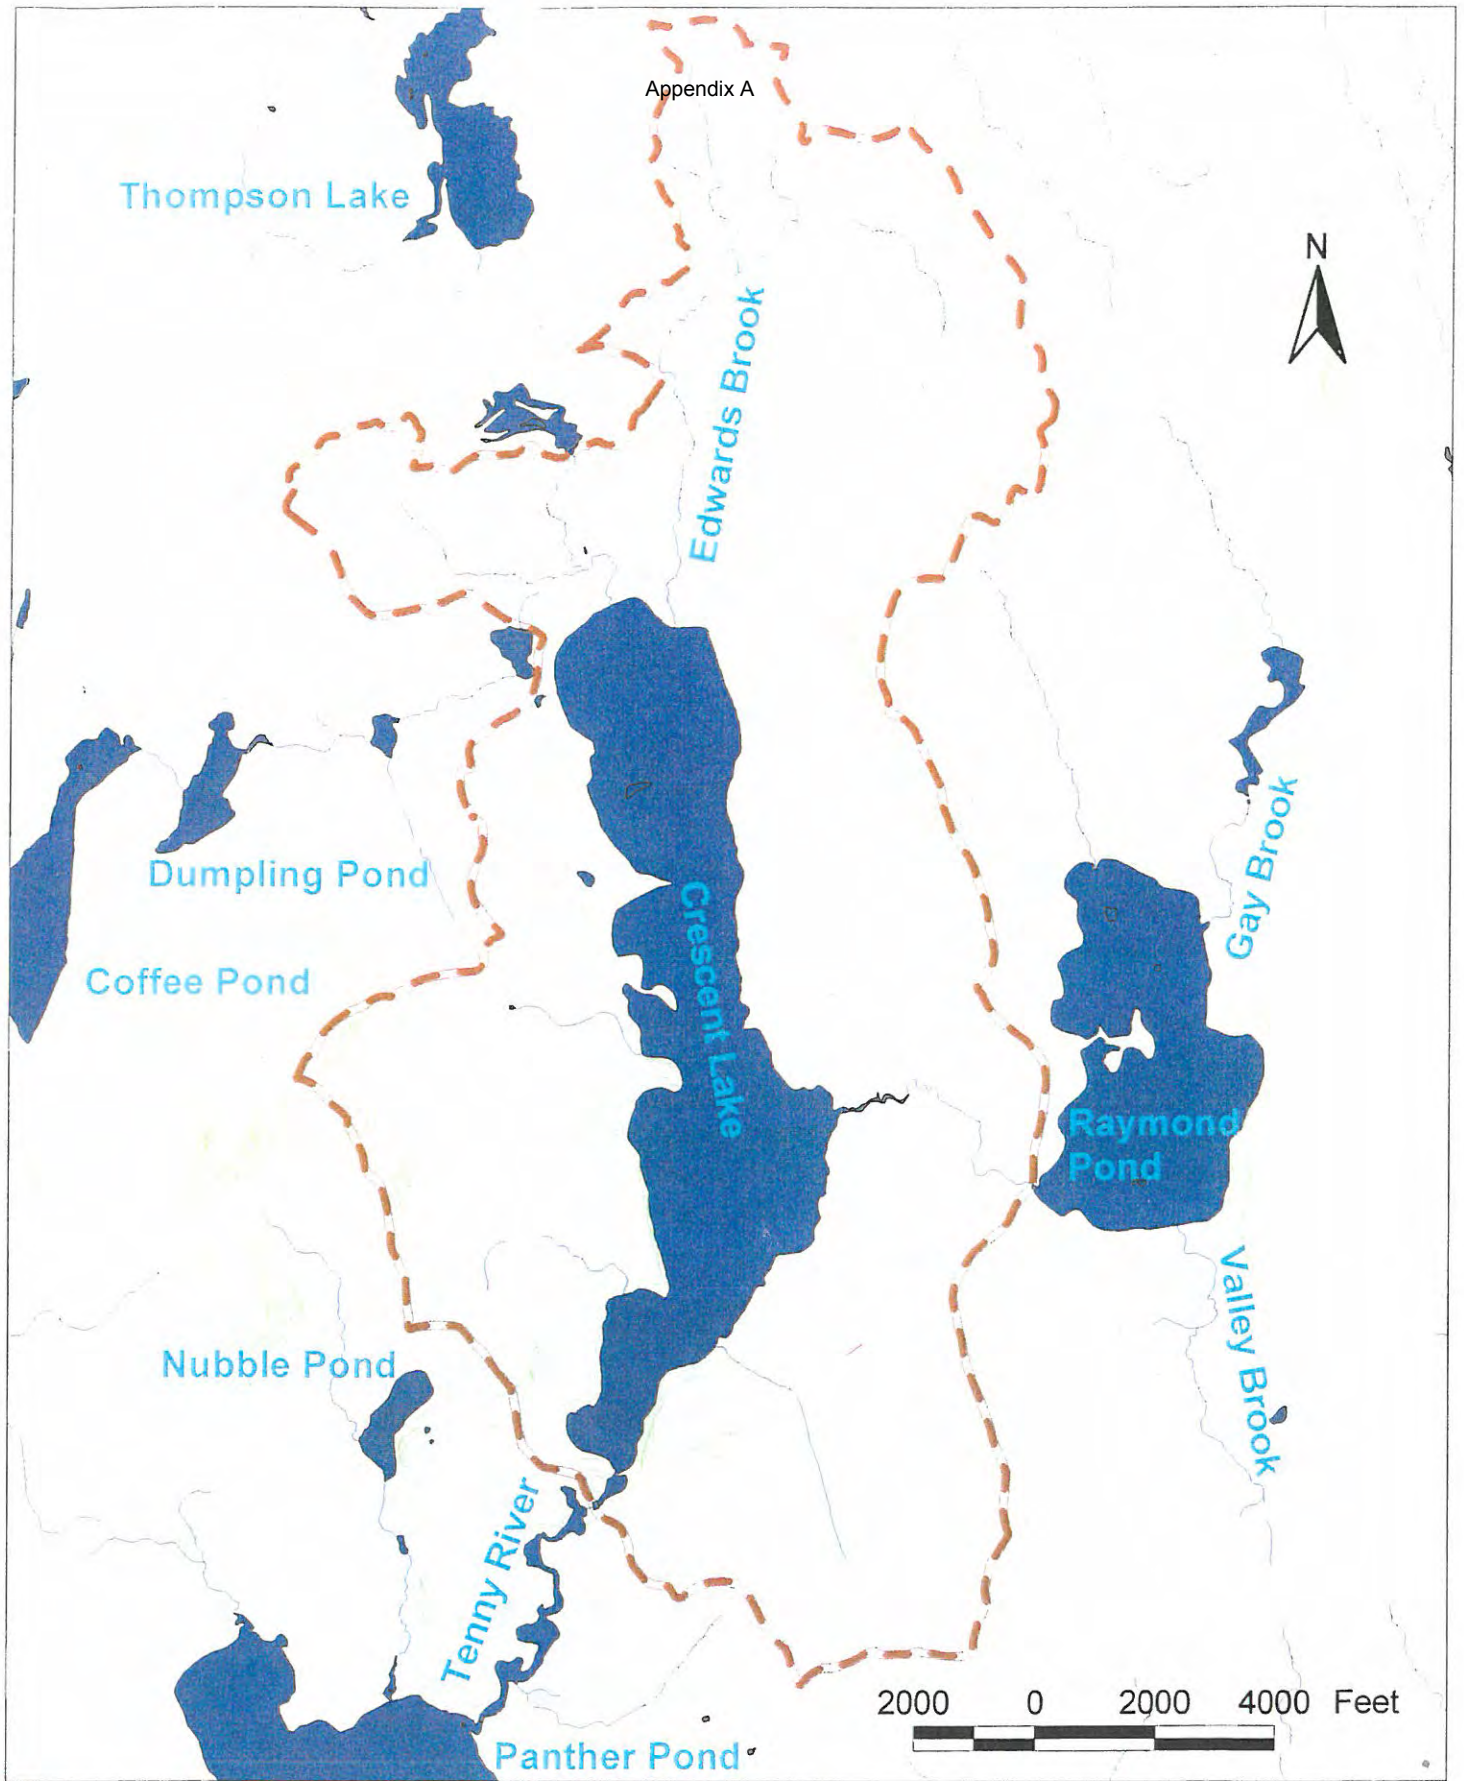 Appendix A
Thompson Lake
N
Edwards Brook
Dumpling Pond
Gay Brook
Coffee Pond
Crescent Lake
Raymond
Pond
Valley Brook
Nubble Pond
Tenny River
2000 0 2000 4000 Feet
Panther Pond